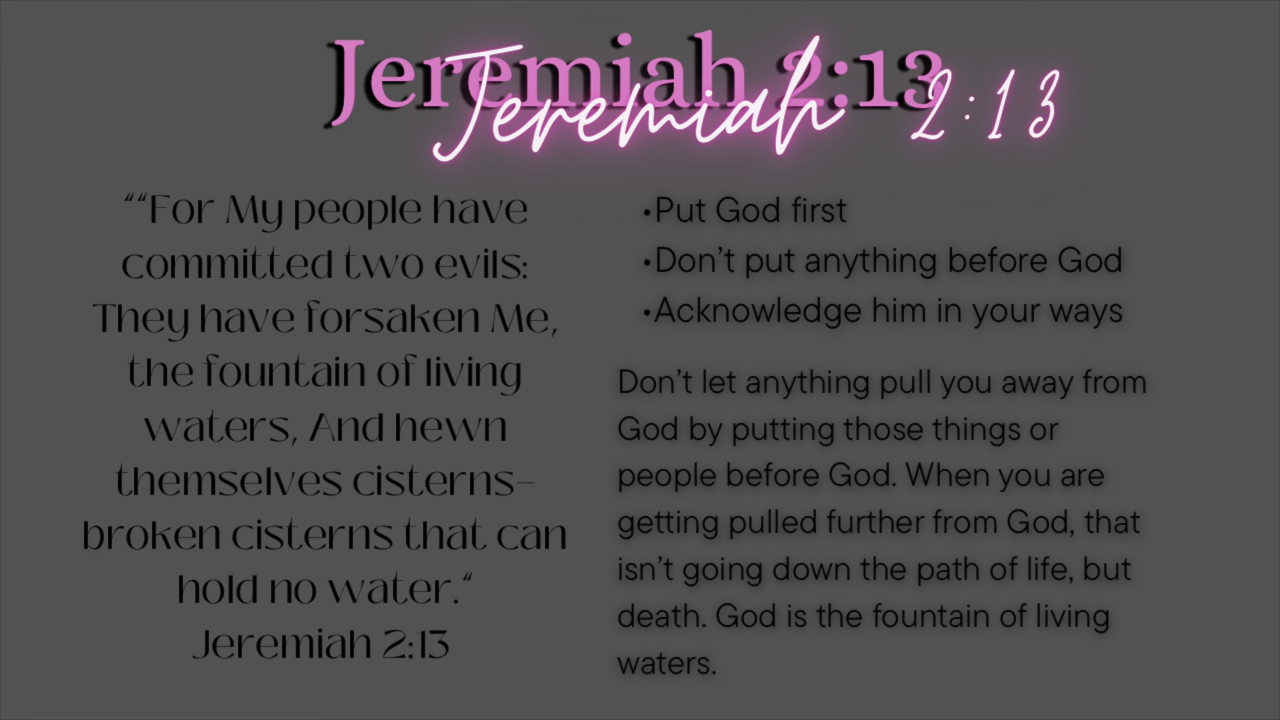 Jeremiah 2:13
Jeremiah 2:13
““For My people have
committed two evils:
They have forsaken Me,
the fountain of living
waters, And hewn
themselves cisterns–
broken cisterns that can
hold no water.“
Jeremiah 2:13
•Put God first
•Don’t put anything before God
•Acknowledge him in your ways
Don’t let anything pull you away from
God by putting those things or
people before God. When you are
getting pulled further from God, that
isn’t going down the path of life, but
death. God is the fountain of living
waters.